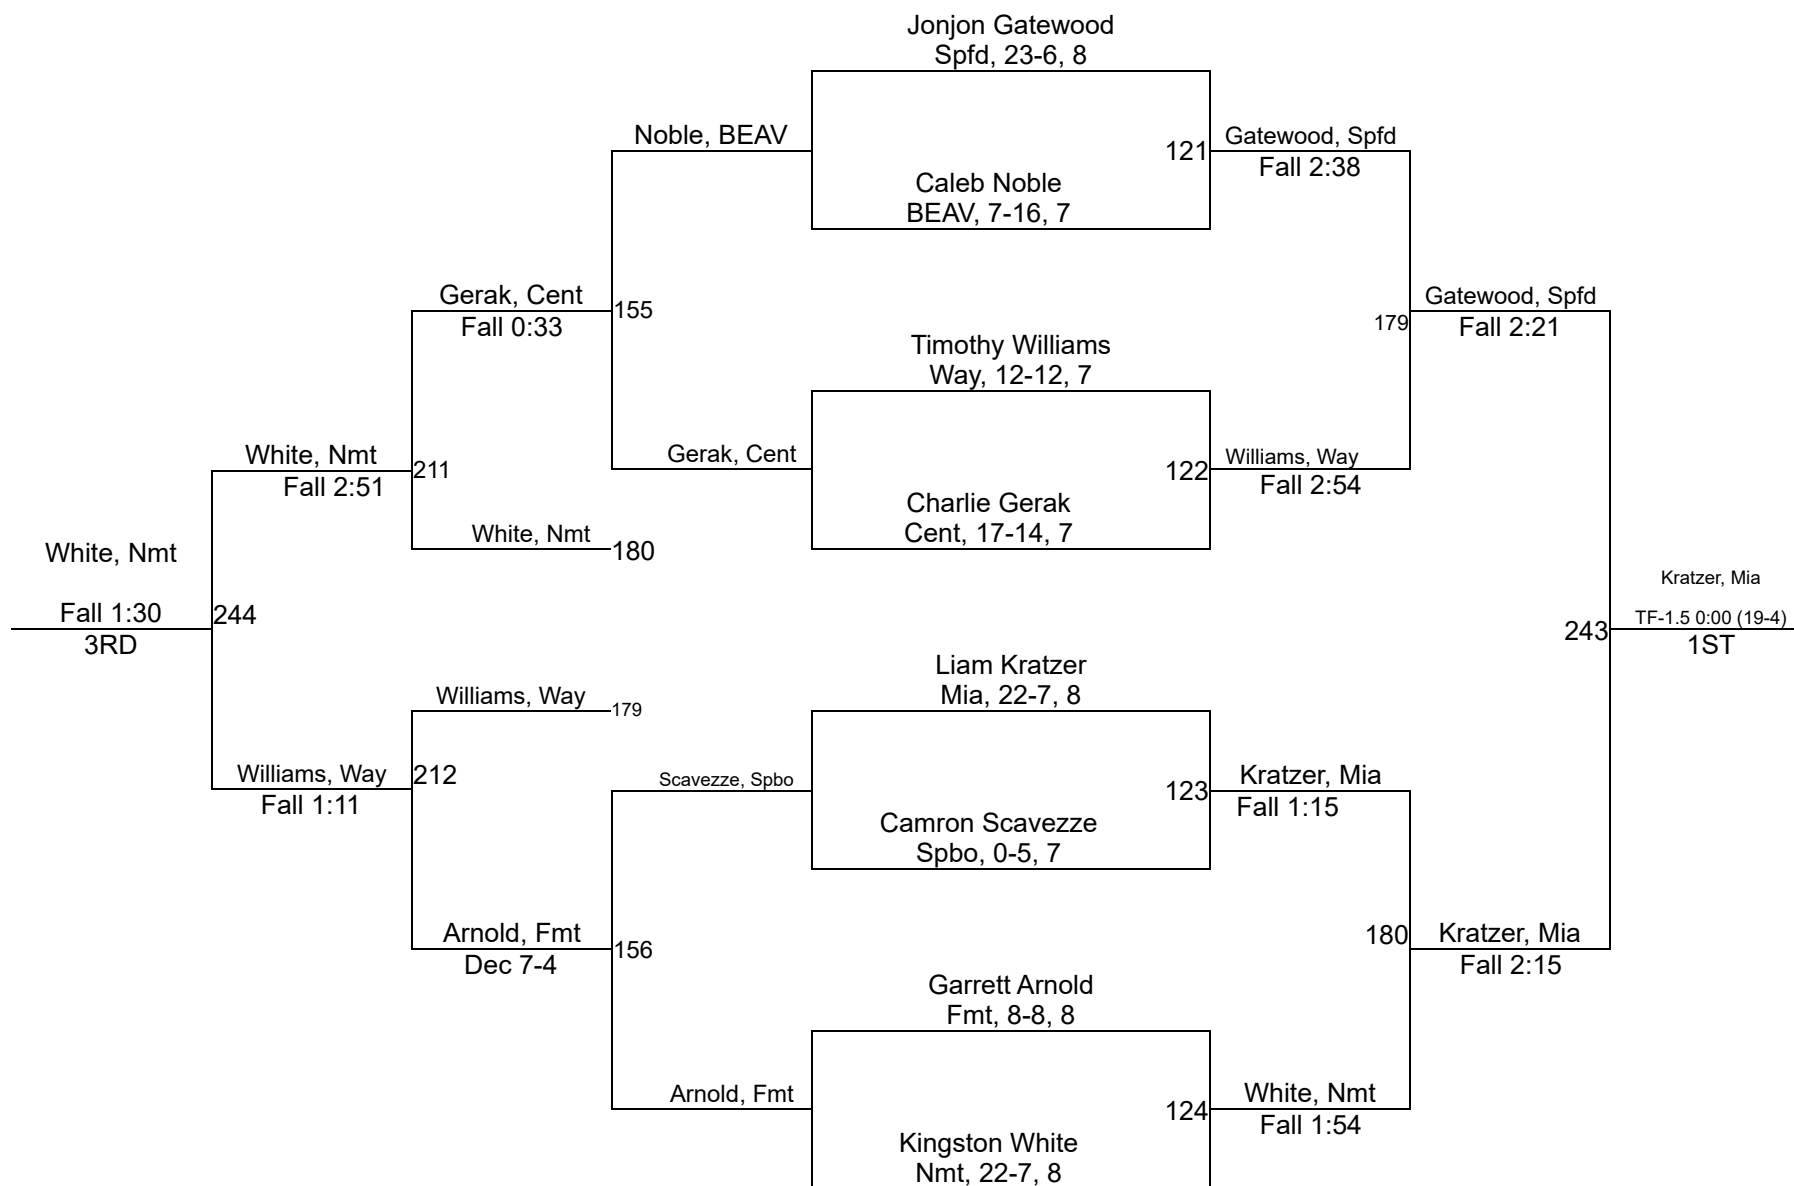 Jonjon Gatewood
Spfd, 23-6, 8
Noble, BEAV
121
Gatewood, Spfd
Fall 2:38
Caleb Noble
BEAV, 7-16, 7
Gerak, Cent
Fall 0:33
155
Gatewood, Spfd
179
Fall 2:21
Timothy Williams
Way, 12-12, 7
White, Nmt
Fall 2:51
211
Gerak, Cent
122
Williams, Way
Fall 2:54
Charlie Gerak
Cent, 17-14, 7
White, Nmt
180
White, Nmt
Fall 1:30
3RD
244
Kratzer, Mia
243
TF-1.5 0:00 (19-4)
1ST
Liam Kratzer
Mia, 22-7, 8
Williams, Way
179
Williams, Way
Fall 1:11
212
Scavezze, Spbo
123
Kratzer, Mia
Fall 1:15
Camron Scavezze
Spbo, 0-5, 7
Arnold, Fmt
Dec 7-4
156
180
Kratzer, Mia
Fall 2:15
Garrett Arnold
Fmt, 8-8, 8
Arnold, Fmt
124
White, Nmt
Fall 1:54
Kingston White
Nmt, 22-7, 8